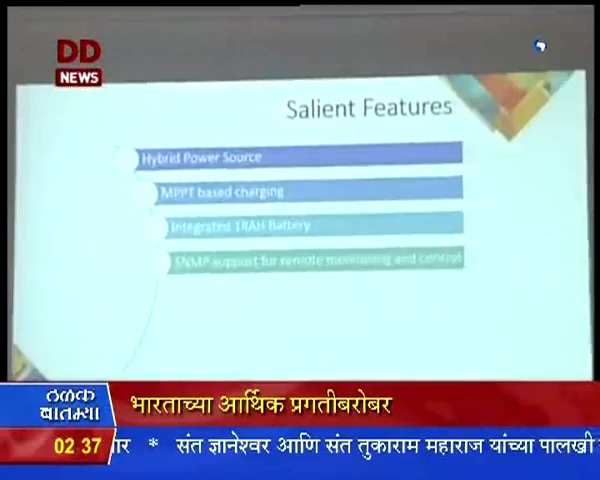 DD
NEWS
Salient Features
Hybrid Power Source
MPPT based charging
Integrated 18AH Battery
SNMP support for remote monitoring and control
ठळक
बातम्या
भारताच्या आर्थिक प्रगतीबरोबर
02:37
ार * संत ज्ञानेश्वर आणि संत तुकाराम महाराज यांच्या पालखी